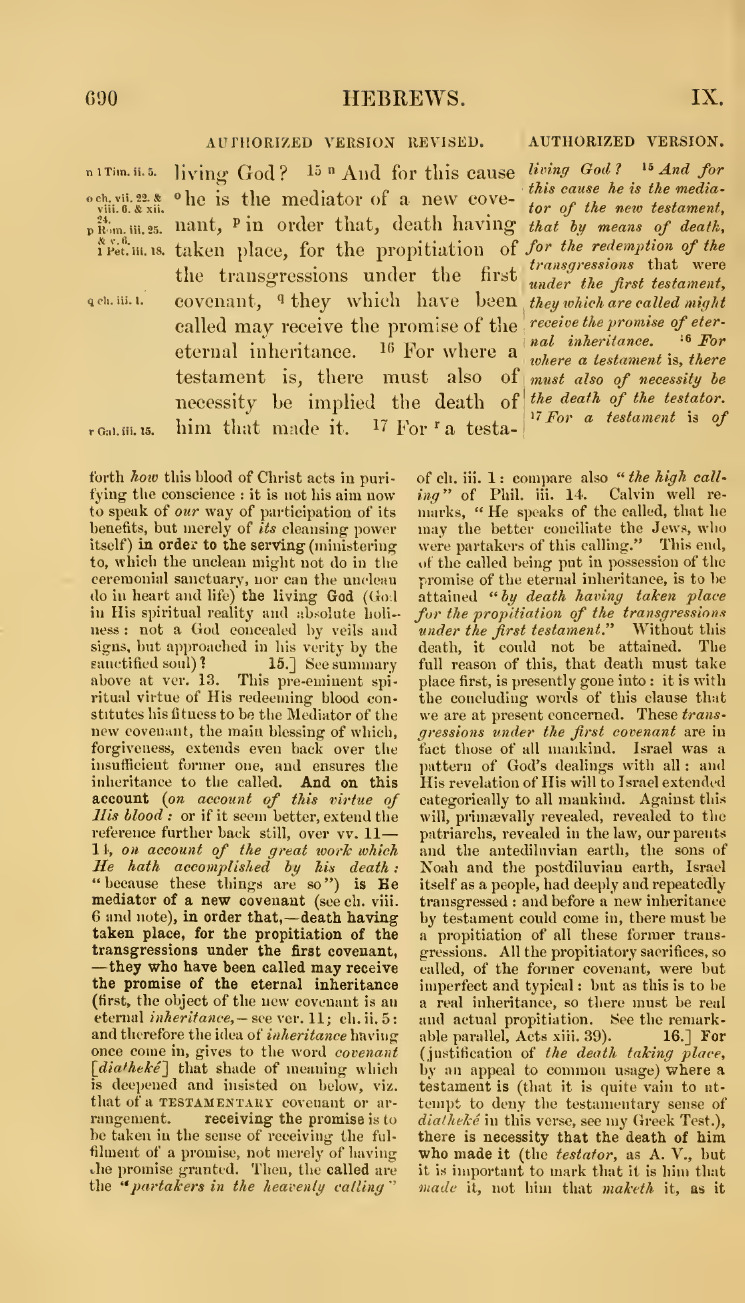 690 HEBREWS. IX.
AUTHORIZED VERSION REVISED.
n 1 Tim. ii. 5.
o ch. vii. 22. &
viii. 6. & xii.
24.
p Rom. iii. 25.
& v. 6.
1 Pet. iii. 18.
q ch. iii. 1.
r Gal. iii. 15.
living God? 15 n And for this cause
o he is the mediator of a new cove-
nant, p in order that, death having
taken place, for the propitiation of
the transgressions under the first
covenant, q they which have been
called may receive the promise of the
eternal inheritance. 16 For where a
testament is, there must also of
necessity be implied the death of
him that made it. 17 For r a testa-
AUTHORIZED VERSION.
living God? 15 And for
this cause he is the media-
tor of the new testament,
that by means of death,
for the redemption of the
transgressions that were
under the first testament,
they which are called might
receive the promise of eter-
nal inheritance. 16 For
where a testament is, there
must also of necessity be
the death of the testator.
17 For a testament is of
forth how this blood of Christ acts in puri-
fying the conscience : it is not his aim now
to speak of our way of participation of its
benefits, but merely of its cleansing power
itself) in order to the serving (ministering
to, which the unclean might not do in the
ceremonial sanctuary, nor can the unclean
do in heart and life) the living God (God
in His spiritual reality and absolute holi-
ness : not a God concealed by veils and
signs, but approached in his verity by the
sanctified soul) ? 15.] See summary
above at ver. 13. This pre-eminent spi-
ritual virtue of His redeeming blood con-
stitutes his fitness to be the Mediator of the
new covenant, the main blessing of which,
forgiveness, extends even back over the
insufficient former one, and ensures the
inheritance to the called. And on this
account (on account of this virtue of
His blood : or if it seem better, extend the
reference further back still, over vv. 11—
14, on account of the great work which
He hath accomplished by his death :
“ because these things are so”) is He
mediator of a new covenant (see ch. viii.
6 and note), in order that,—death having
taken place, for the propitiation of the
transgressions under the first covenant,
—they who have been called may receive
the promise of the eternal inheritance
(first, the object of the new covenant is an
eternal inheritance,—see ver. 11; ch. ii. 5 :
and therefore the idea of inheritance having
once come in, gives to the word covenant
[diathekê] that shade of meaning which
is deepened and insisted on below, viz.
that of a TESTAMENTARY covenant or ar-
rangement. receiving the promise is to
be taken in the sense of receiving the ful-
filment of a promise, not merely of having
the promise granted. Then, the called are
the “partakers in the heavenly calling”
of ch. iii. 1 : compare also “ the high call-
ing” of Phil. iii. 14. Calvin well re-
marks, “ He speaks of the called, that he
may the better conciliate the Jews, who
were partakers of this calling.” This end,
of the called being put in possession of the
promise of the eternal inheritance, is to be
attained “by death having taken place
for the propitiation of the transgressions
under the first testament.” Without this
death, it could not be attained. The
full reason of this, that death must take
place first, is presently gone into : it is with
the concluding words of this clause that
we are at present concerned. These trans-
gressions under the first covenant are in
fact those of all mankind. Israel was a
pattern of God's dealings with all : and
His revelation of His will to Israel extended
categorically to all mankind. Against this
will, primævally revealed, revealed to the
patriarchs, revealed in the law, our parents
and the antediluvian earth, the sons of
Noah and the postdiluvian earth, Israel
itself as a people, had deeply and repeatedly
transgressed : and before a new inheritance
by testament could come in, there must be
a propitiation of all these former trans-
gressions. All the propitiatory sacrifices, so
called, of the former covenant, were but
imperfect and typical : but as this is to be
a real inheritance, so there must be real
and actual propitiation. See the remark-
able parallel, Acts xiii. 39). 16.] For
(justification of the death taking place,
by an appeal to common usage) where a
testament is (that it is quite vain to at-
tempt to deny the testamentary sense of
diathekê in this verse, see my Greek Test.),
there is necessity that the death of him
who made it (the testator, as A. V., but
it is important to mark that it is him that
made it, not him that maketh it, as it